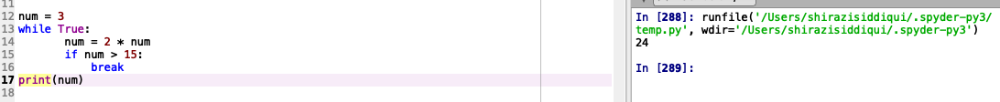 11
12 num = 3
13 while True:
14 num = 2 * num
15 if num > 15:
16 break
17 print(num)
18
In [288]: runfile('/Users/shirazisiddiqui/.spyder-py3/
temp.py', wdir='/Users/shirazisiddiqui/.spyder-py3')
24
In [289]: